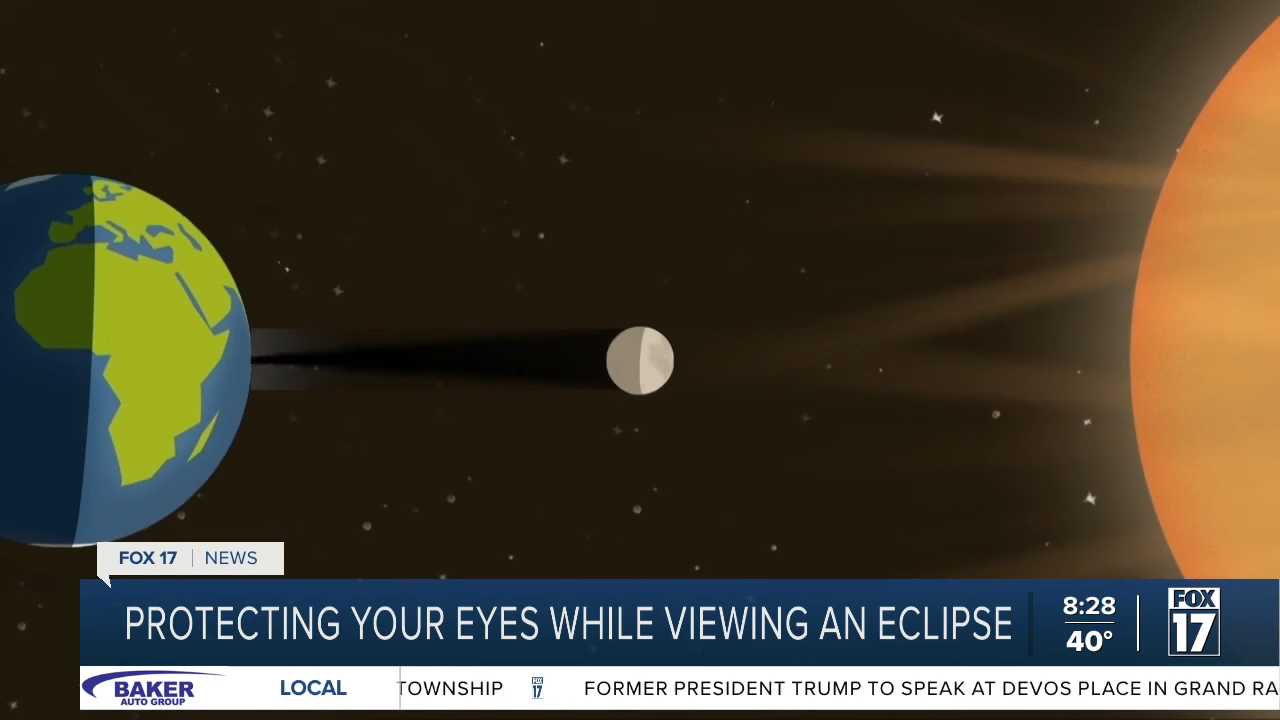 FOX 17 NEWS
PROTECTING YOUR EYES WHILE VIEWING AN ECLIPSE
8:28
40°
FOX
17
BAKER
AUTO GROUP
LOCAL
TOWNSHIP FOX 17 FORMER PRESIDENT TRUMP TO SPEAK AT DEVOS PLACE IN GRAND RA